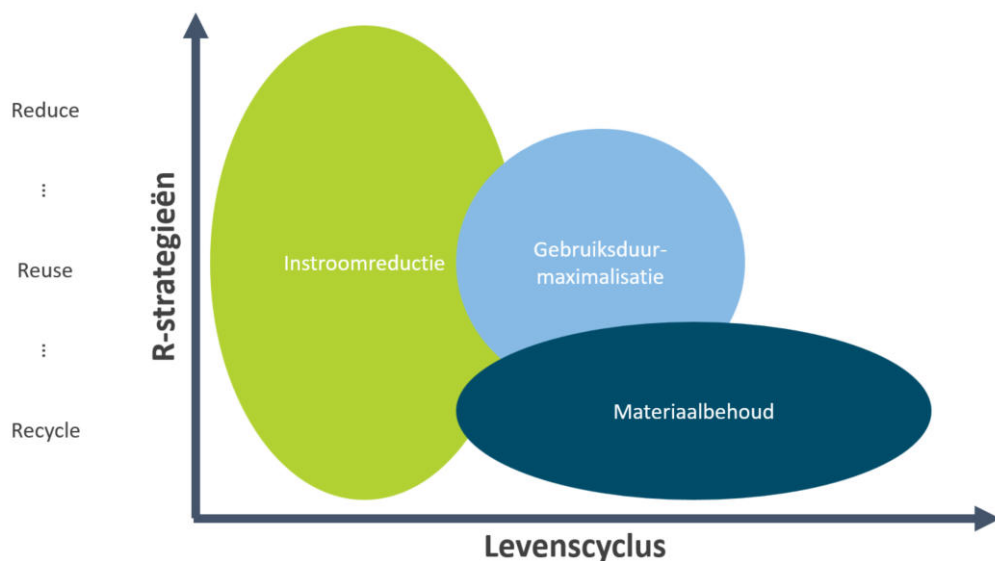 Reduce
...
Reuse
...
Recycle
R-strategieën
Instroomreductie
Gebruiksduur-
maximalisatie
Materiaalbehoud
Levenscyclus